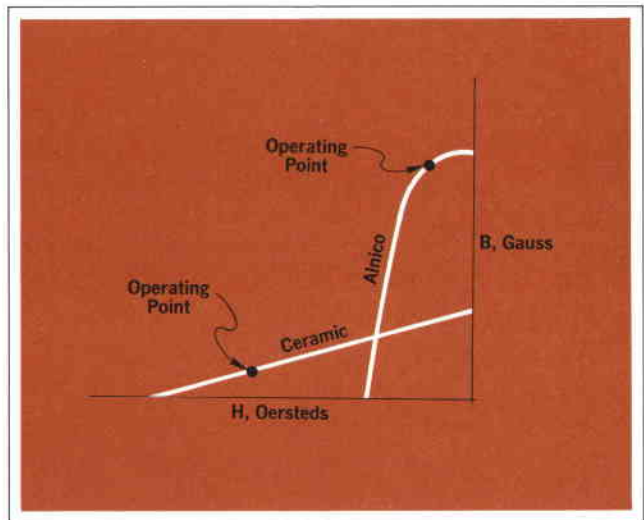 Operating
Point
B, Gauss
Alnico
Operating
Point
Ceramic
H, Oersteds